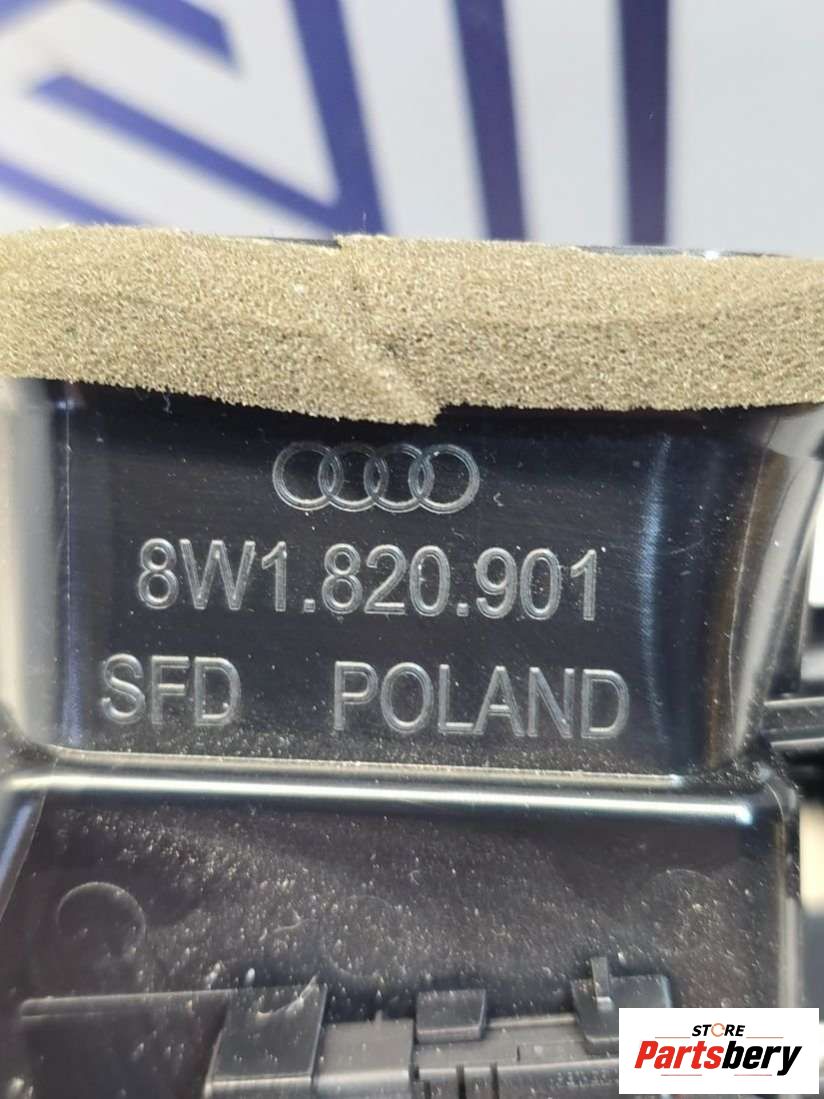 8W1.820.901
SFD POLAND
STORE
Partsbery